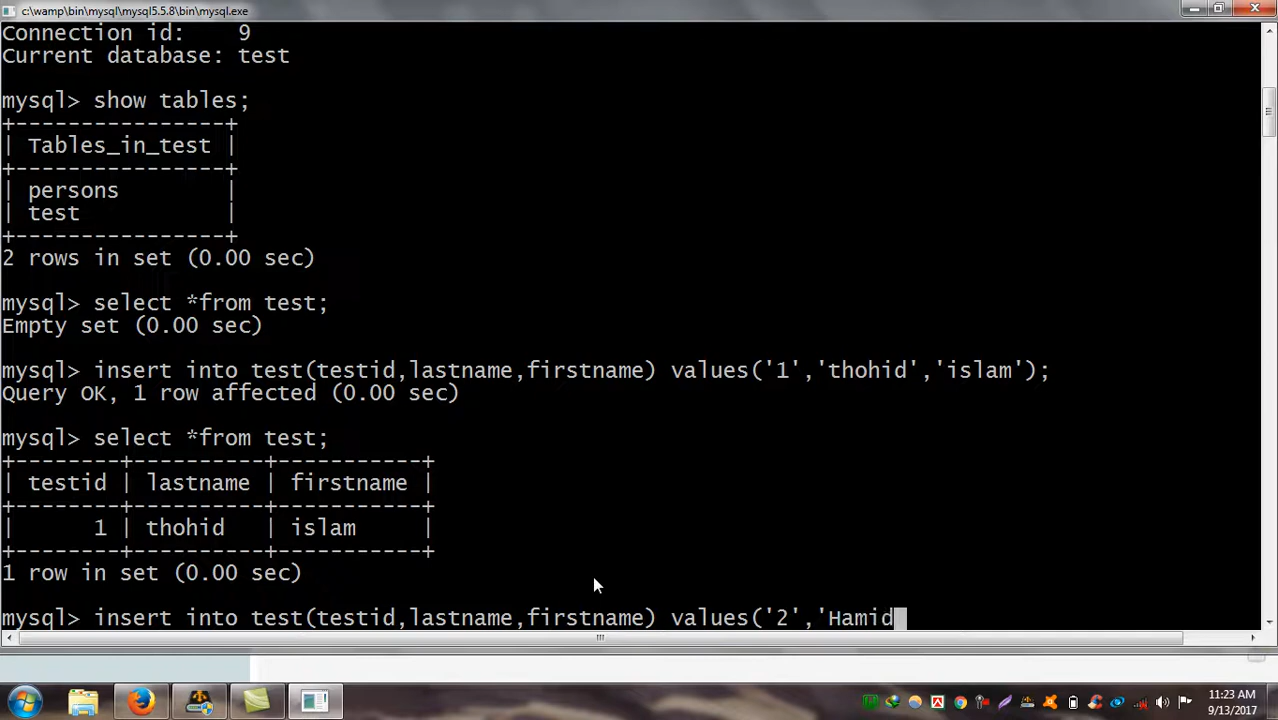 c:\wamp\bin\mysql\mysql5.5.8\bin\mysql.exe
Connection id:    9
Current database: test
mysql> show tables;
+----------------+
| Tables_in_test |
+----------------+
| persons        |
| test           |
+----------------+
2 rows in set (0.00 sec)
mysql> select *from test;
Empty set (0.00 sec)
mysql> insert into test(testid,lastname,firstname) values('1','thohid','islam');
Query OK, 1 row affected (0.00 sec)
mysql> select *from test;
+--------+----------+-----------+
| testid | lastname | firstname |
+--------+----------+-----------+
|      1 | thohid   | islam     |
+--------+----------+-----------+
1 row in set (0.00 sec)
mysql> insert into test(testid,lastname,firstname) values('2','Hamid
11:23 AM
9/13/2017